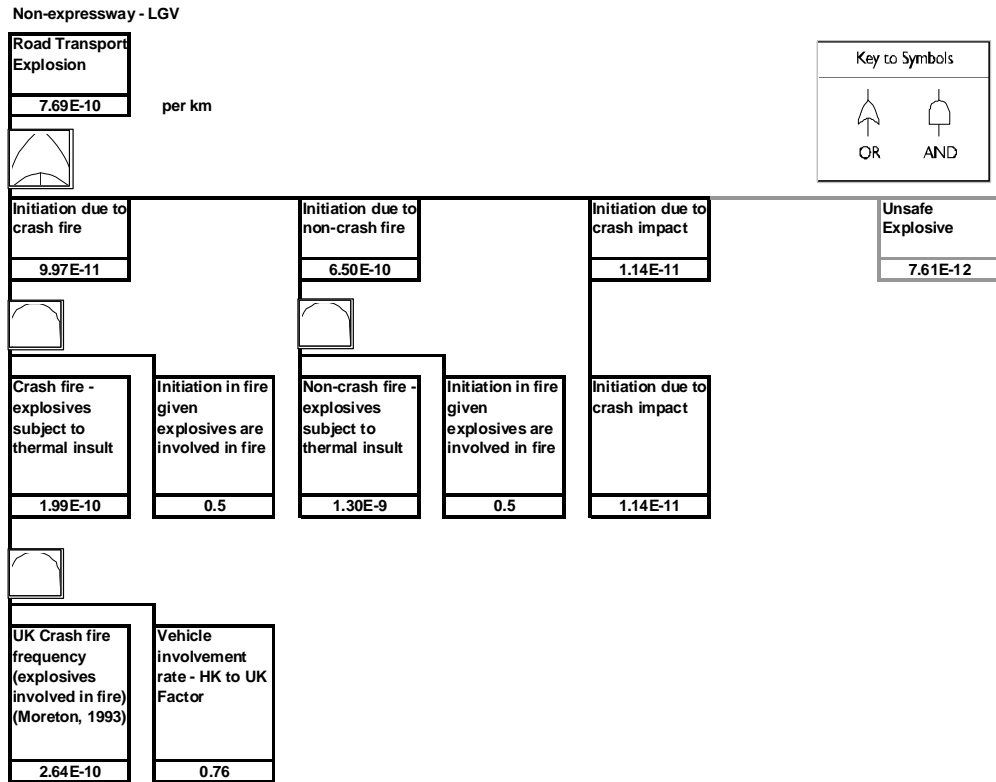 Non-expressway - LGV
Road Transport
Explosion
7.69E-10
per km
Key to Symbols
OR
AND
Initiation due to
crash fire
9.97E-11
Initiation due to
non-crash fire
6.50E-10
Initiation due to
crash impact
1.14E-11
Unsafe
Explosive
7.61E-12
Crash fire -
explosives
subject to
thermal insult
1.99E-10
Initiation in fire
given
explosives are
involved in fire
0.5
Non-crash fire -
explosives
subject to
thermal insult
1.30E-9
Initiation in fire
given
explosives are
involved in fire
0.5
Initiation due to
crash impact
1.14E-11
UK Crash fire
frequency
(explosives
involved in fire)
(Moreton, 1993)
2.64E-10
Vehicle
involvement
rate - HK to UK
Factor
0.76